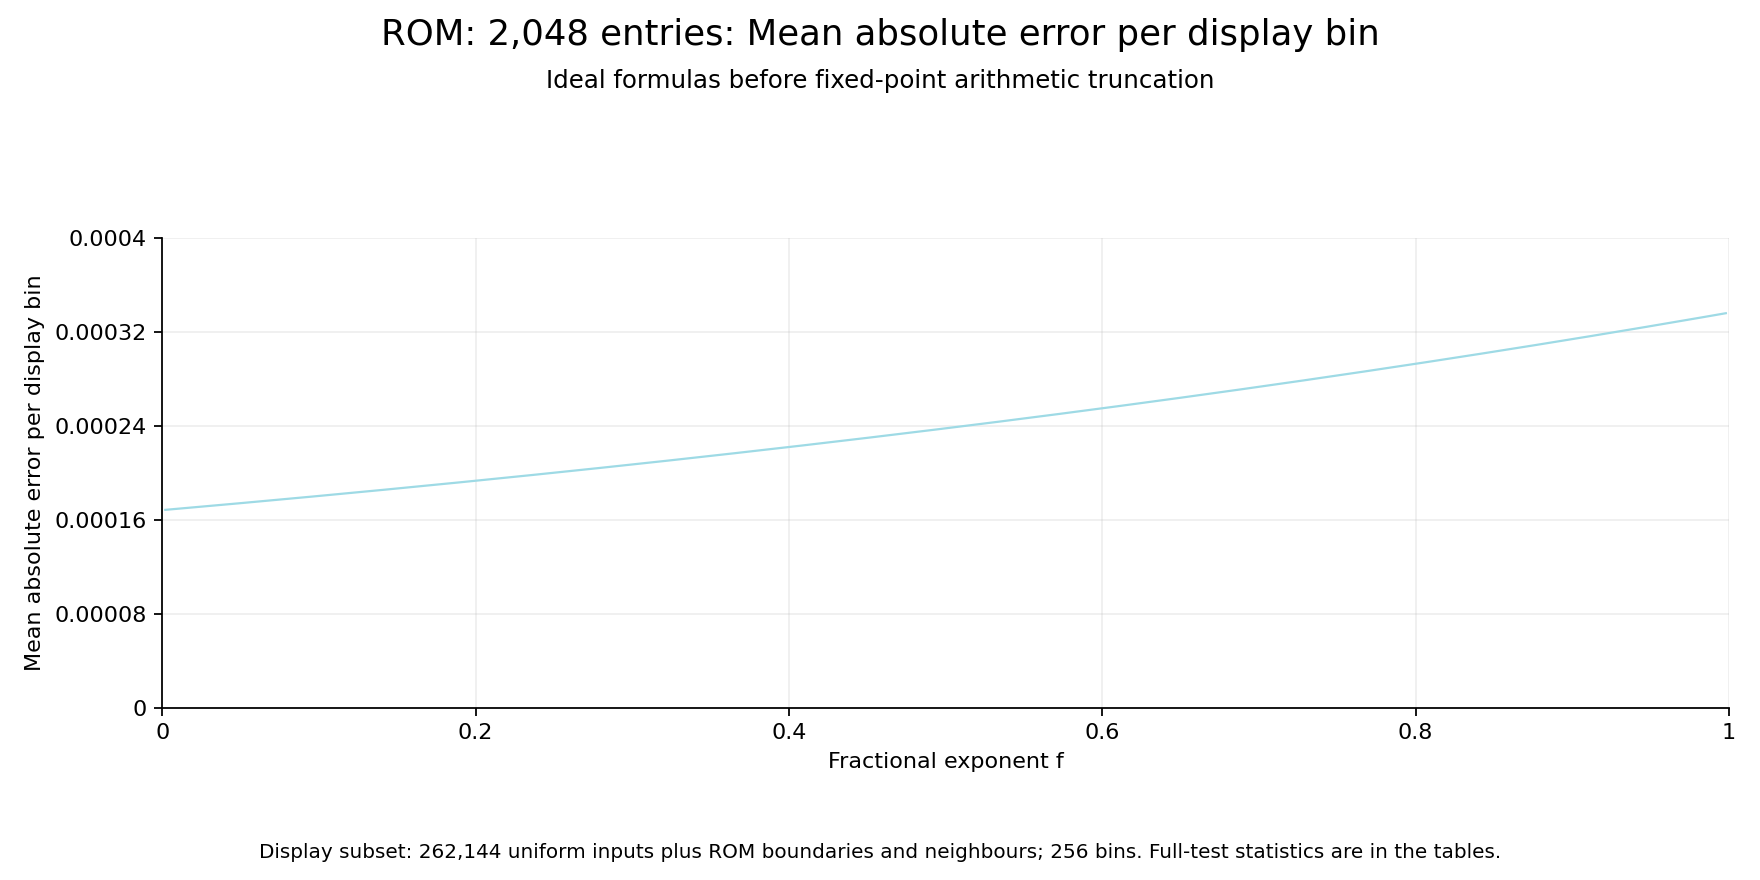 ROM: 2,048 entries: Mean absolute error per display bin
Ideal formulas before fixed-point arithmetic truncation
Mean absolute error per display bin
0.0004
0.00032
0.00024
0.00016
0.00008
0
0 0.2 0.4 0.6 0.8 1
Fractional exponent f
Display subset: 262,144 uniform inputs plus ROM boundaries and neighbours; 256 bins. Full-test statistics are in the tables.